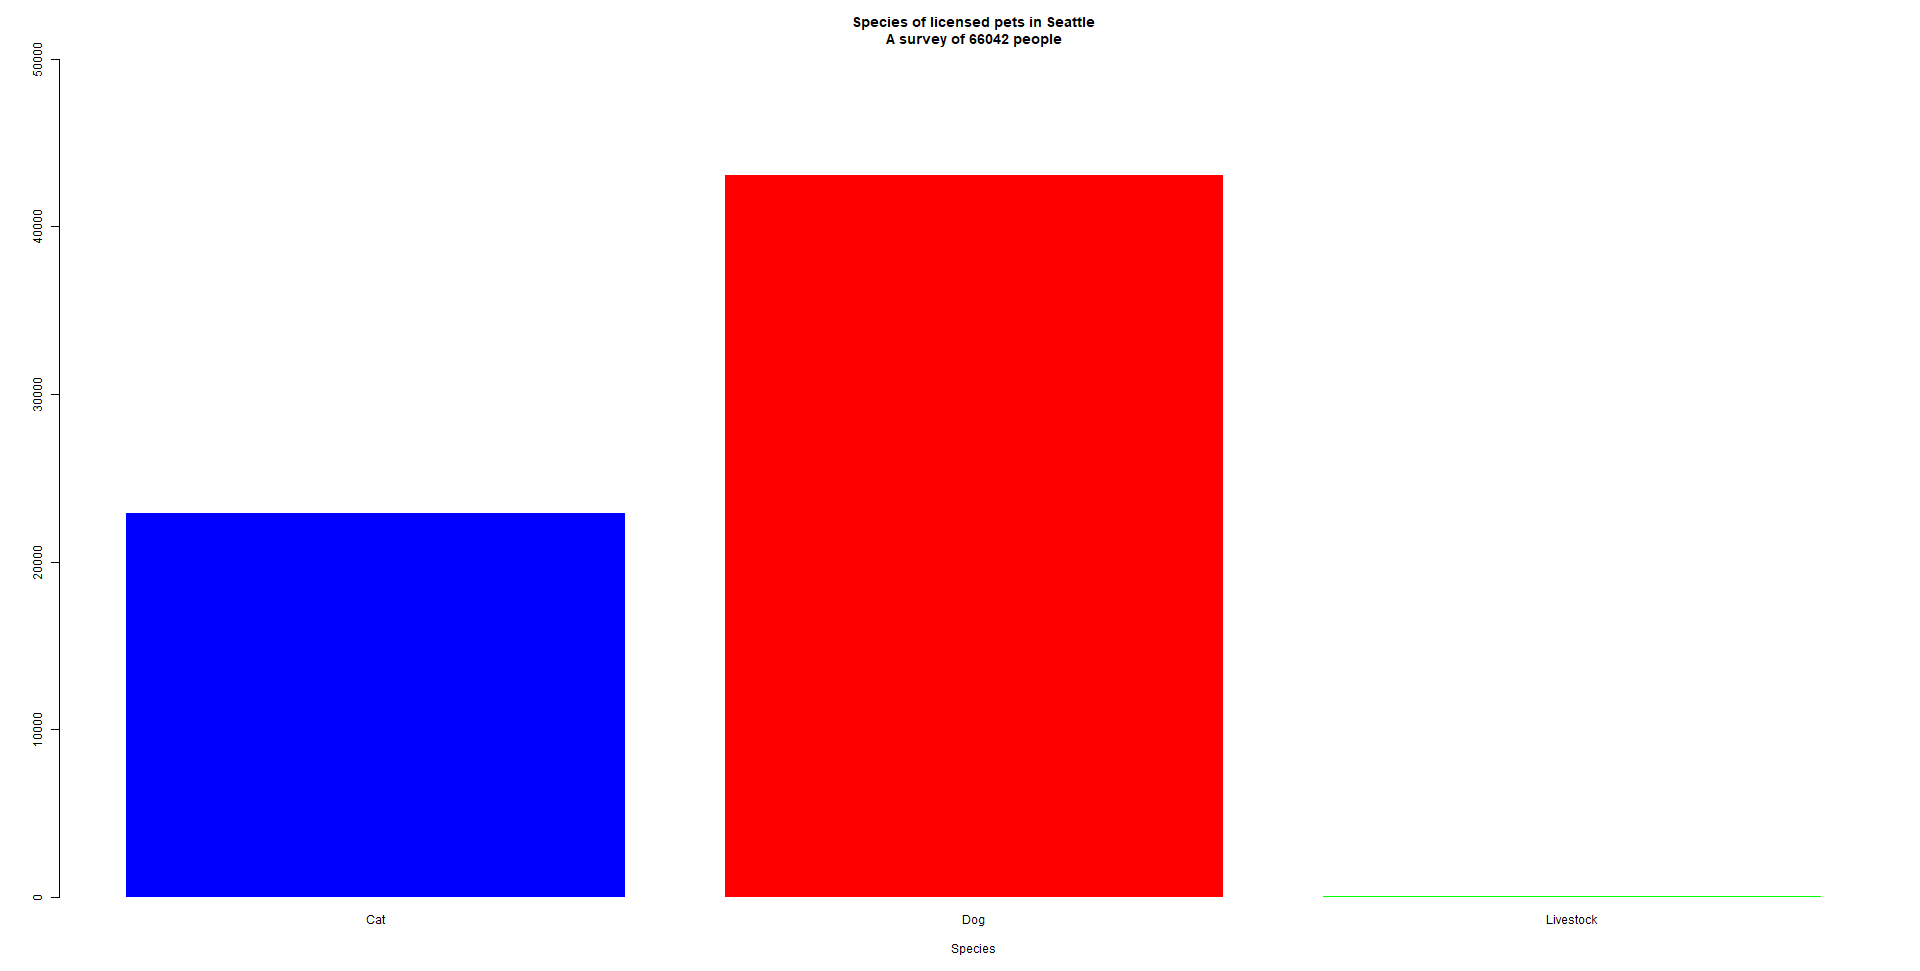 Species of licensed pets in Seattle
A survey of 66042 people
50000
40000
30000
20000
10000
0
Cat
Dog
Livestock
Species